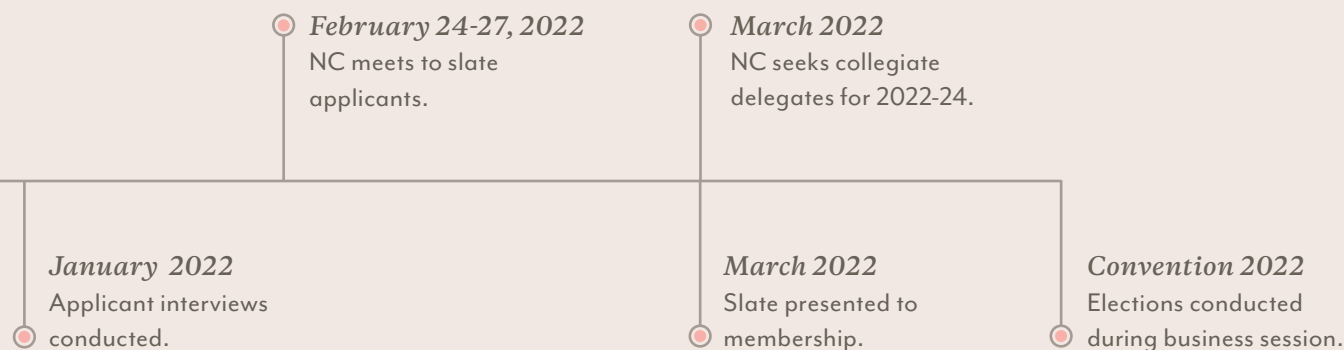 February 24-27, 2022
NC meets to slate
applicants.
March 2022
NC seeks collegiate
delegates for 2022-24.
January 2022
Applicant interviews
conducted.
March 2022
Slate presented to
membership.
Convention 2022
Elections conducted
during business session.